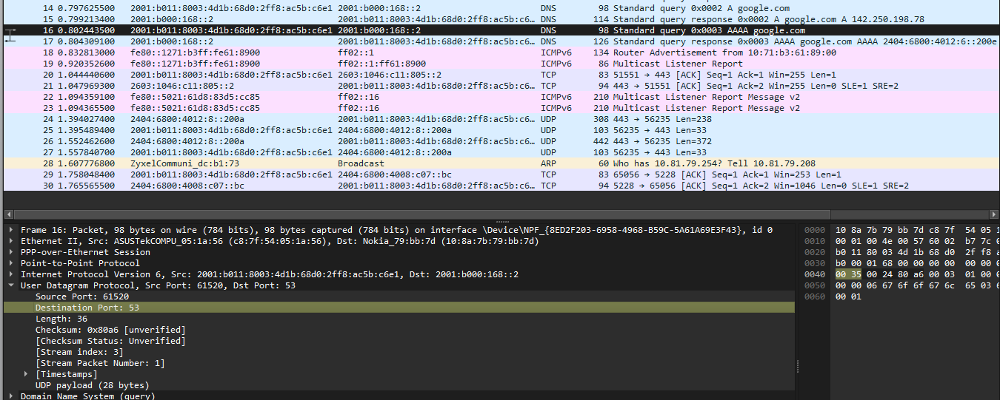 14 0.797625500 2001:b011:8003:4d1b:68d0:2ff8:ac5b:c6e1 2001:b000:168::2 DNS 98 Standard query 0x0002 A google.com
15 0.799213400 2001:b000:168::2 2001:b011:8003:4d1b:68d0:2ff8:ac5b:c6… DNS 114 Standard query response 0x0002 A google.com A 142.250.198.78
16 0.802443500 2001:b011:8003:4d1b:68d0:2ff8:ac5b:c6e1 2001:b000:168::2 DNS 98 Standard query 0x0003 AAAA google.com
17 0.804309100 2001:b000:168::2 2001:b011:8003:4d1b:68d0:2ff8:ac5b:c6… DNS 126 Standard query response 0x0003 AAAA google.com AAAA 2404:6800:4012:6::200e
18 0.832813000 fe80::1271:b3ff:fe61:8900 ff02::1 ICMPv6 134 Router Advertisement from 10:71:b3:61:89:00
19 0.920352600 fe80::1271:b3ff:fe61:8900 ff02::1:ff61:8900 ICMPv6 86 Multicast Listener Report
20 1.044440600 2001:b011:8003:4d1b:68d0:2ff8:ac5b:c6e1 2603:1046:c11:805::2 TCP 83 51551 → 443 [ACK] Seq=1 Ack=1 Win=255 Len=1
21 1.047969300 2603:1046:c11:805::2 2001:b011:8003:4d1b:68d0:2ff8:ac5b:c6… TCP 94 443 → 51551 [ACK] Seq=1 Ack=2 Win=255 Len=0 SLE=1 SRE=2
22 1.094359100 fe80::5021:61d8:83d5:cc85 ff02::16 ICMPv6 210 Multicast Listener Report Message v2
23 1.094365500 fe80::5021:61d8:83d5:cc85 ff02::16 ICMPv6 210 Multicast Listener Report Message v2
24 1.394027400 2404:6800:4012:8::200a 2001:b011:8003:4d1b:68d0:2ff8:ac5b:c6… UDP 308 443 → 56235 Len=238
25 1.395489400 2001:b011:8003:4d1b:68d0:2ff8:ac5b:c6e1 2404:6800:4012:8::200a UDP 103 56235 → 443 Len=33
26 1.552462600 2404:6800:4012:8::200a 2001:b011:8003:4d1b:68d0:2ff8:ac5b:c6… UDP 442 443 → 56235 Len=372
27 1.557840700 2001:b011:8003:4d1b:68d0:2ff8:ac5b:c6e1 2404:6800:4012:8::200a UDP 103 56235 → 443 Len=33
28 1.607776800 ZyxelCommuni_dc:b1:73 Broadcast ARP 60 Who has 10.81.79.254? Tell 10.81.79.208
29 1.758048400 2001:b011:8003:4d1b:68d0:2ff8:ac5b:c6e1 2404:6800:4008:c07::bc TCP 83 65056 → 5228 [ACK] Seq=1 Ack=1 Win=253 Len=1
30 1.765565500 2404:6800:4008:c07::bc 2001:b011:8003:4d1b:68d0:2ff8:ac5b:c6… TCP 94 5228 → 65056 [ACK] Seq=1 Ack=2 Win=1046 Len=0 SLE=1 SRE=2
Frame 16: Packet, 98 bytes on wire (784 bits), 98 bytes captured (784 bits) on interface \Device\NPF_{8ED2F203-6958-4968-B59C-5A61A69E3F43}, id 0
Ethernet II, Src: ASUSTekCOMPU_05:1a:56 (c8:7f:54:05:1a:56), Dst: Nokia_79:bb:7d (10:8a:7b:79:bb:7d)
PPP-over-Ethernet Session
Point-to-Point Protocol
Internet Protocol Version 6, Src: 2001:b011:8003:4d1b:68d0:2ff8:ac5b:c6e1, Dst: 2001:b000:168::2
User Datagram Protocol, Src Port: 61520, Dst Port: 53
Source Port: 61520
Destination Port: 53
Length: 36
Checksum: 0x80a6 [unverified]
[Checksum Status: Unverified]
[Stream index: 3]
[Stream Packet Number: 1]
[Timestamps]
UDP payload (28 bytes)
Domain Name System (query)
0000 10 8a 7b 79 bb 7d c8 7f 54 05 1
0010 00 01 00 4e 00 57 60 02 b7 7c 0
0020 b0 11 80 03 4d 1b 68 d0 2f f8 a
0030 b0 00 01 68 00 00 00 00 00 00 0
0040 00 35 00 24 80 a6 00 03 01 00 0
0050 00 00 06 67 6f 6f 67 6c 65 03 6
0060 00 01